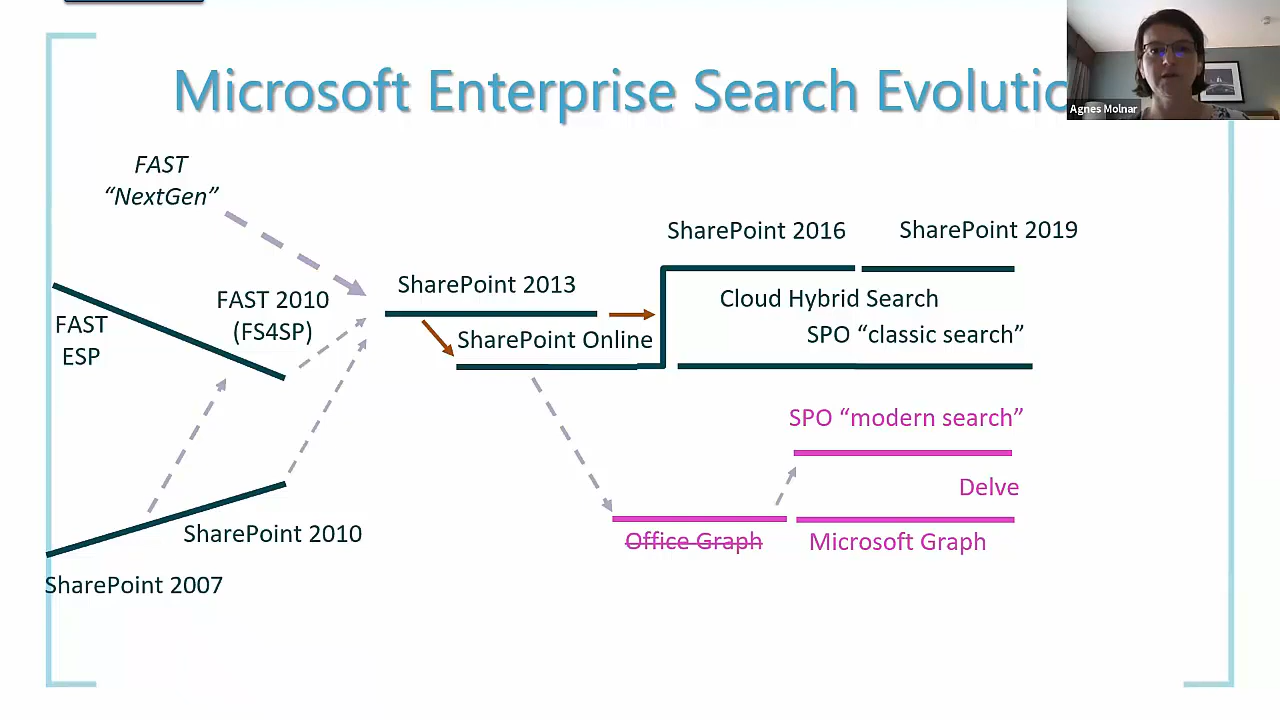 Microsoft Enterprise Search Evolutio
Agnes Molnar
FAST
“NextGen”
SharePoint 2016
SharePoint 2019
SharePoint 2013
FAST 2010
(FS4SP)
Cloud Hybrid Search
FAST
ESP
SharePoint Online
SPO “classic search”
SPO “modern search”
Delve
SharePoint 2010
Office Graph
Microsoft Graph
SharePoint 2007